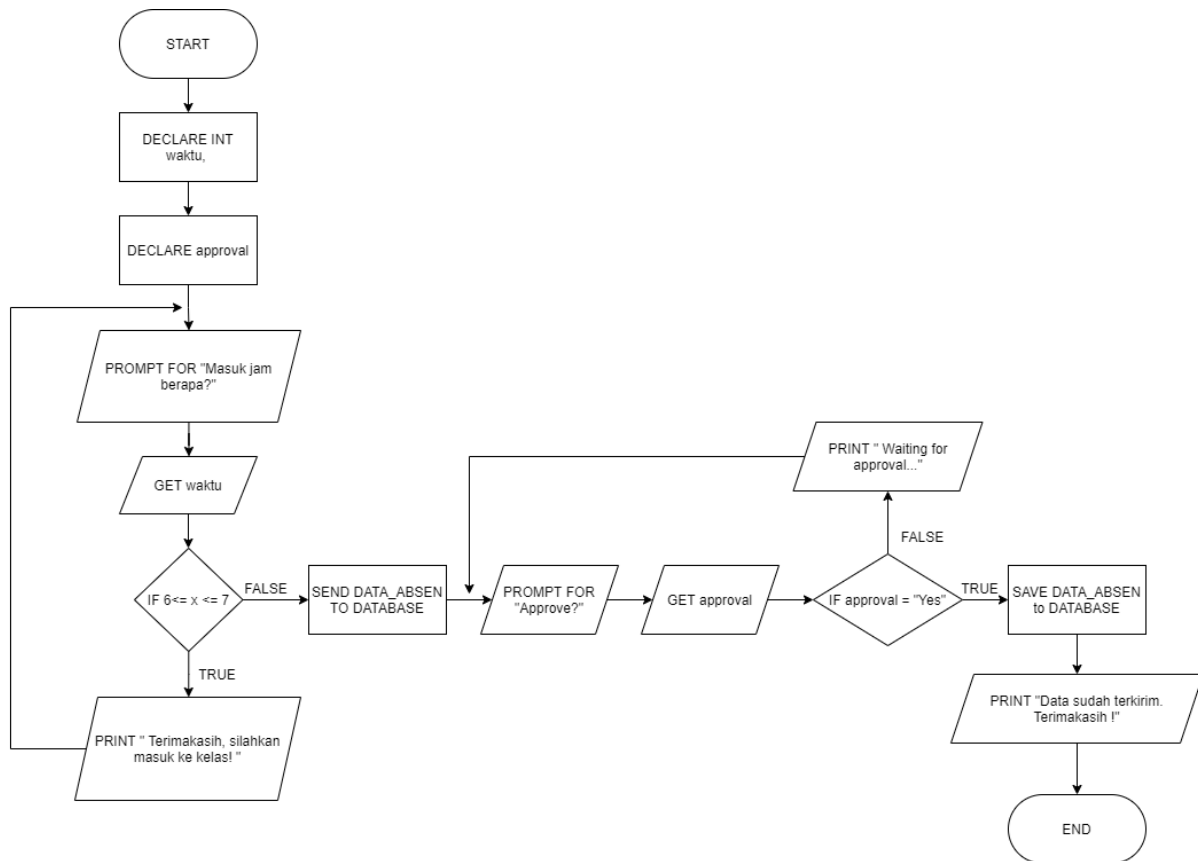 START
DECLARE INT
waktu,
DECLARE approval
PROMPT FOR "Masuk jam
berapa?"
GET waktu
IF 6<= x <= 7
FALSE
TRUE
PRINT " Terimakasih, silahkan
masuk ke kelas! "
SEND DATA_ABSEN
TO DATABASE
PROMPT FOR
"Approve?"
GET approval
IF approval = "Yes"
FALSE
PRINT " Waiting for
approval..."
TRUE
SAVE DATA_ABSEN
to DATABASE
PRINT "Data sudah terkirim.
Terimakasih !"
END